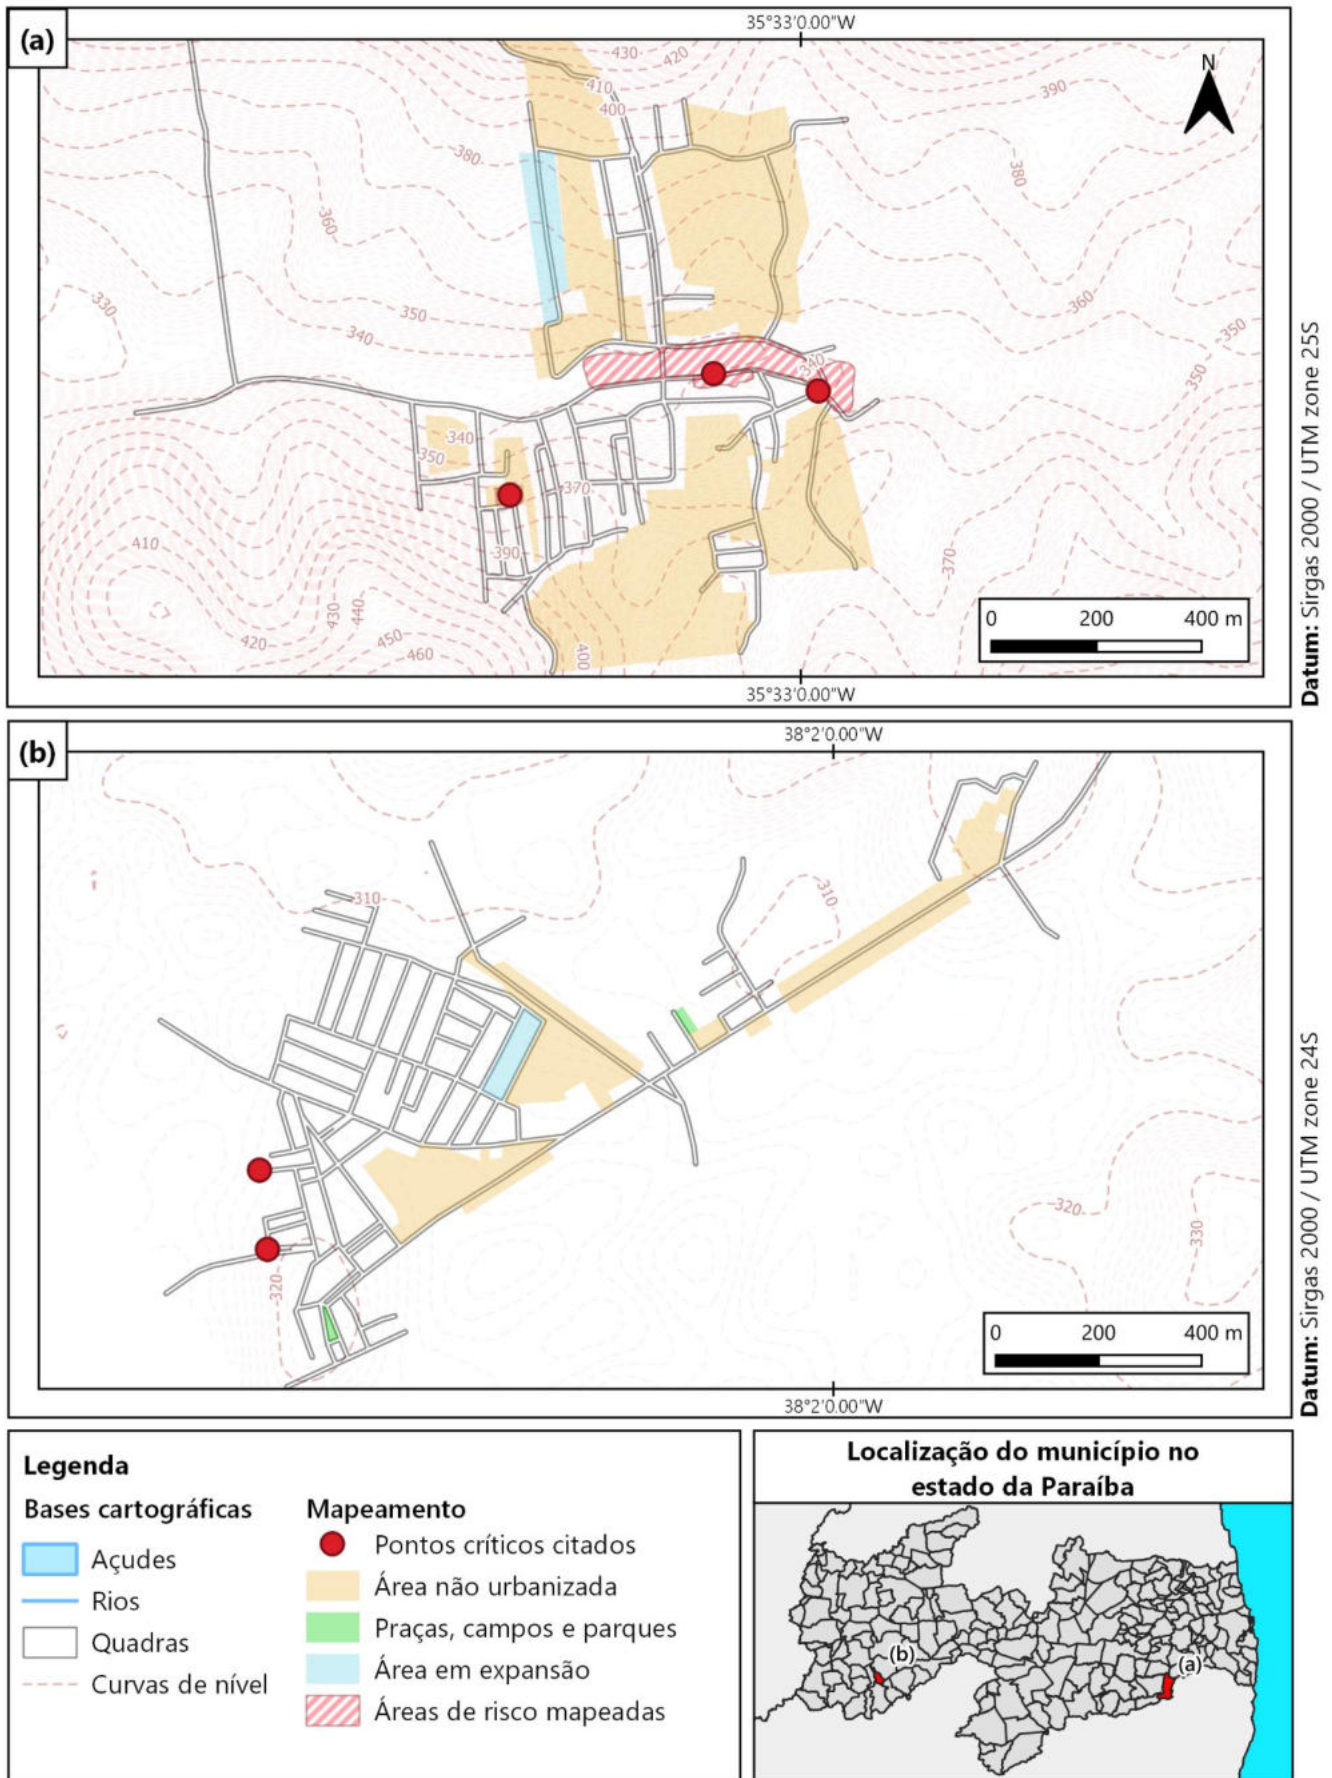 (a)
35°33'0.00"W
N
430
420
410
400
390
380
380
360
360
350
350
350
340
330
340
340
350
370
390
410
370
430
440
420
450
460
400
0 200 400 m
35°33'0.00"W
Datum: Sirgas 2000 / UTM zone 25S
(b)
38°2'0.00"W
310
310
320
330
320
0 200 400 m
38°2'0.00"W
Datum: Sirgas 2000 / UTM zone 24S
Legenda
Bases cartográficas
Açudes
Rios
Quadras
Curvas de nível
Mapeamento
Pontos críticos citados
Área não urbanizada
Praças, campos e parques
Área em expansão
Áreas de risco mapeadas
Localização do município no
estado da Paraíba
(b)
(a)